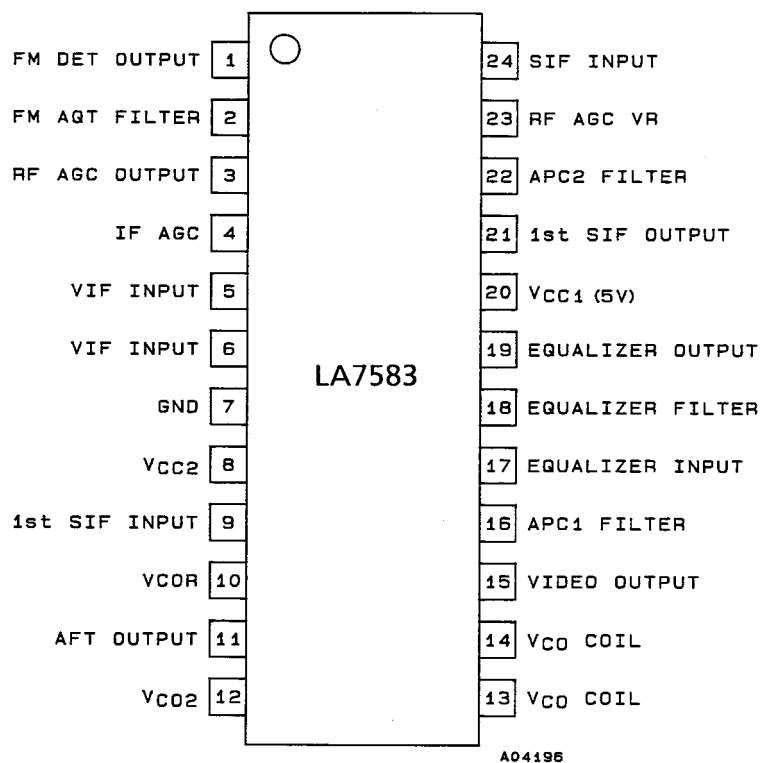 FM DET OUTPUT 1
24 SIF INPUT
FM AQT FILTER 2
23 RF AGC VR
RF AGC OUTPUT 3
22 APC2 FILTER
IF AGC 4
21 1st SIF OUTPUT
VIF INPUT 5
20 VCC1 (5V)
VIF INPUT 6
19 EQUALIZER OUTPUT
LA7583
GND 7
18 EQUALIZER FILTER
VCC2 8
17 EQUALIZER INPUT
1st SIF INPUT 9
16 APC1 FILTER
VCOR 10
15 VIDEO OUTPUT
AFT OUTPUT 11
14 VCO COIL
VCO2 12
13 VCO COIL
A04196